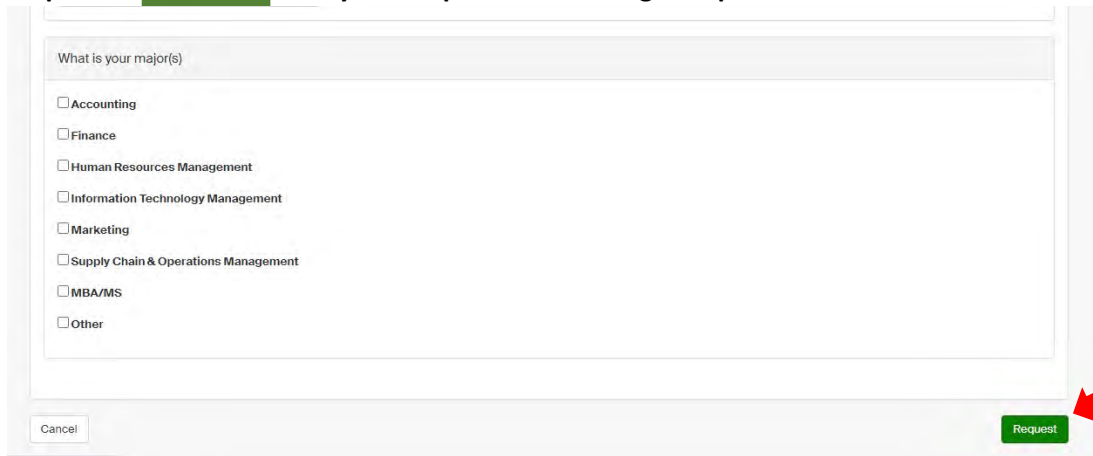 What is your major(s)
Accounting
Finance
Human Resources Management
Information Technology Management
Marketing
Supply Chain & Operations Management
MBA/MS
Other
Cancel
Request